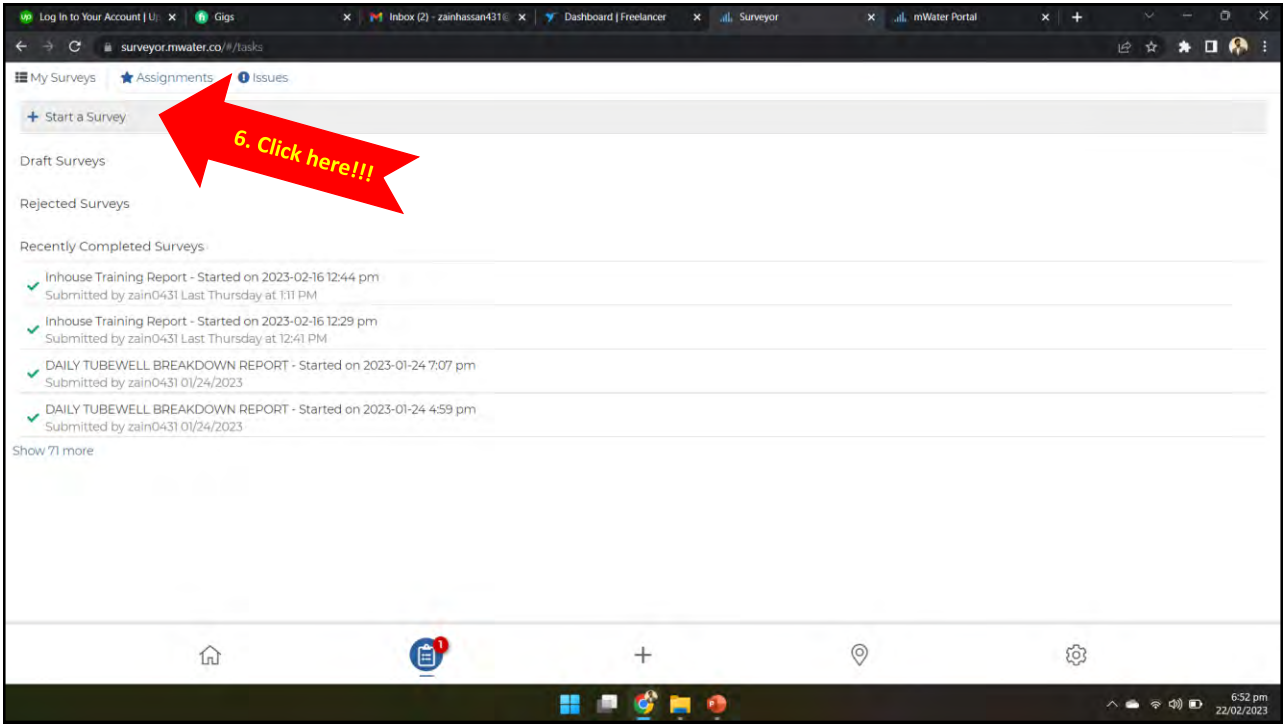 Log In to Your Account | U
Gigs
Inbox (2) - zainhassan431
Dashboard | Freelancer
Surveyor
mWater Portal
surveyor.mwater.co/#/tasks
My Surveys
Assignments
Issues
+ Start a Survey
6. Click here!!!
Draft Surveys
Rejected Surveys
Recently Completed Surveys
Inhouse Training Report - Started on 2023-02-16 12:44 pm
Submitted by zain0431 Last Thursday at 1:11 PM
Inhouse Training Report - Started on 2023-02-16 12:29 pm
Submitted by zain0431 Last Thursday at 12:41 PM
DAILY TUBEWELL BREAKDOWN REPORT - Started on 2023-01-24 7:07 pm
Submitted by zain0431 01/24/2023
DAILY TUBEWELL BREAKDOWN REPORT - Started on 2023-01-24 4:59 pm
Submitted by zain0431 01/24/2023
Show 71 more
1
6:52 pm
22/02/2023